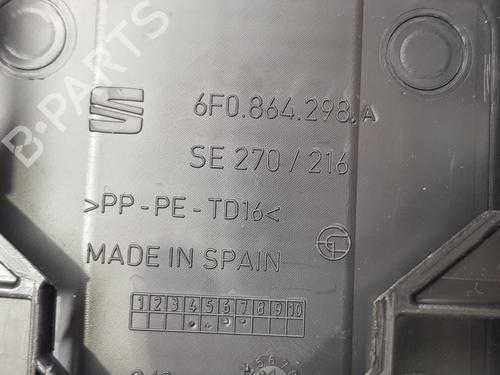 6F0.864.298.A
SE 270 / 216
>PP-PE-TD16<
MADE IN SPAIN
1 2 3 4 5 6 7 8 9 10